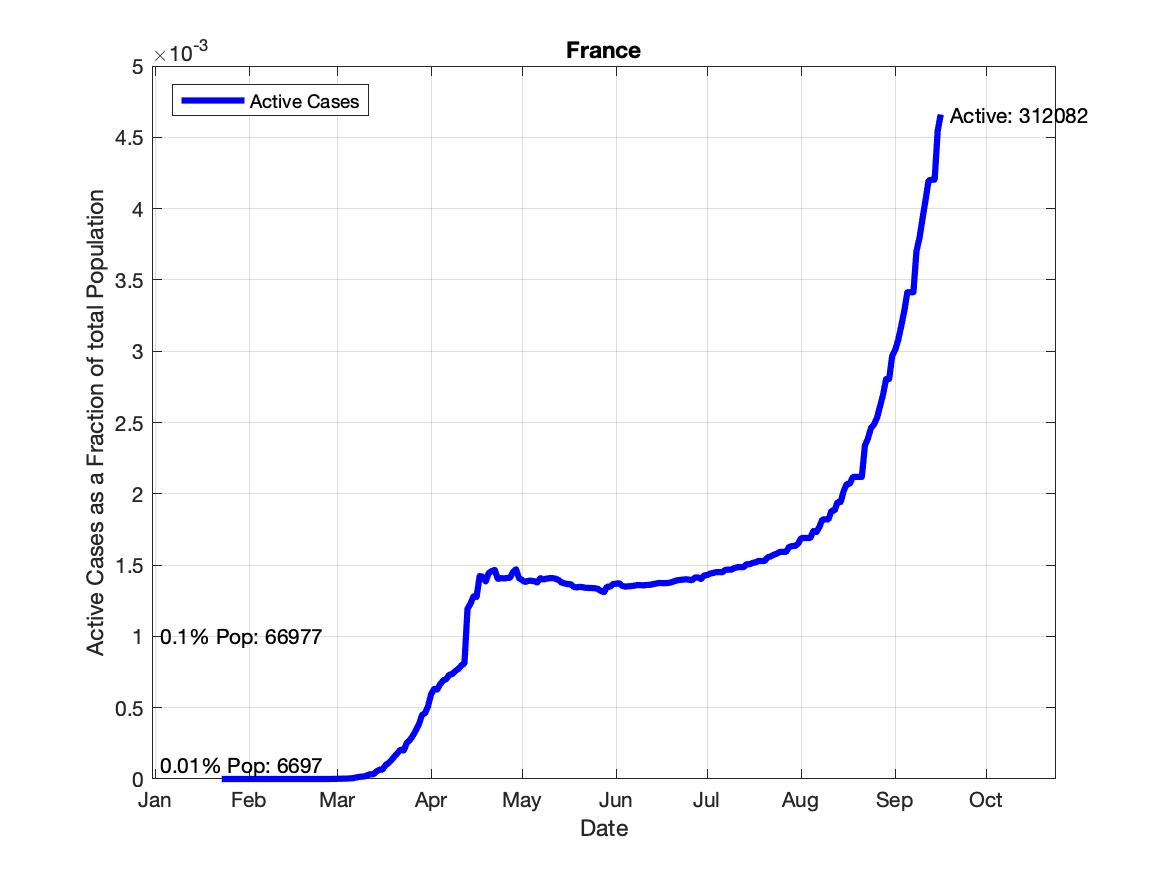 France
×10-3
5
Active Cases
Active: 312082
4.5
4
3.5
3
2.5
2
1.5
1
0.1% Pop: 66977
0.5
0.01% Pop: 6697
0
Jan Feb Mar Apr May Jun Jul Aug Sep Oct
Date
Active Cases as a Fraction of total Population